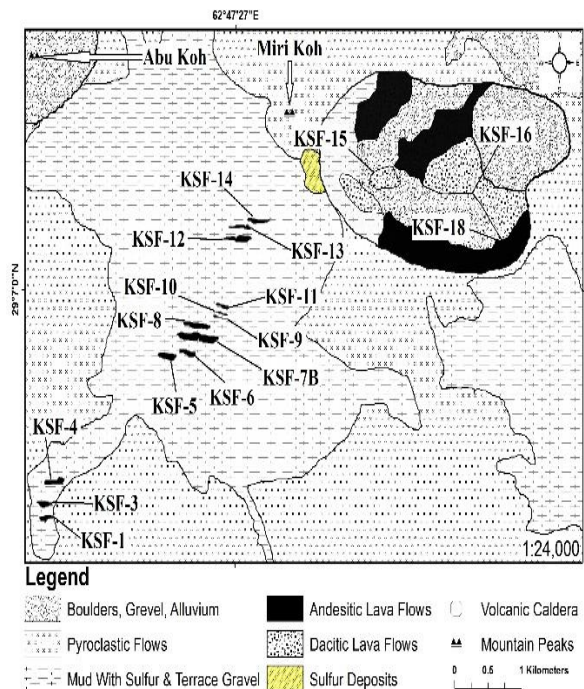 62°47'27"E
Abu Koh
Miri Koh
KSF-15
KSF-16
KSF-14
KSF-18
KSF-13
KSF-12
29°7'0"N
KSF-10
KSF-11
KSF-8
KSF-9
KSF-7B
KSF-5
KSF-6
KSF-4
KSF-3
KSF-1
1:24,000
Legend
Boulders, Grevel, Alluvium
Andesitic Lava Flows
Volcanic Caldera
Pyroclastic Flows
Dacitic Lava Flows
Mountain Peaks
Mud With Sulfur & Terrace Gravel
Sulfur Deposits
0 0.5 1 Kilometers